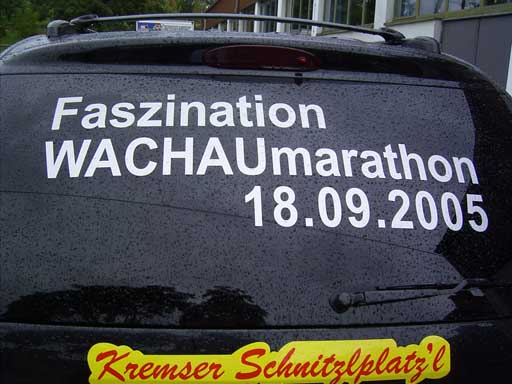 Faszination
WACHAUmarathon
18.09.2005
Kremser Schnitzlplatz'l